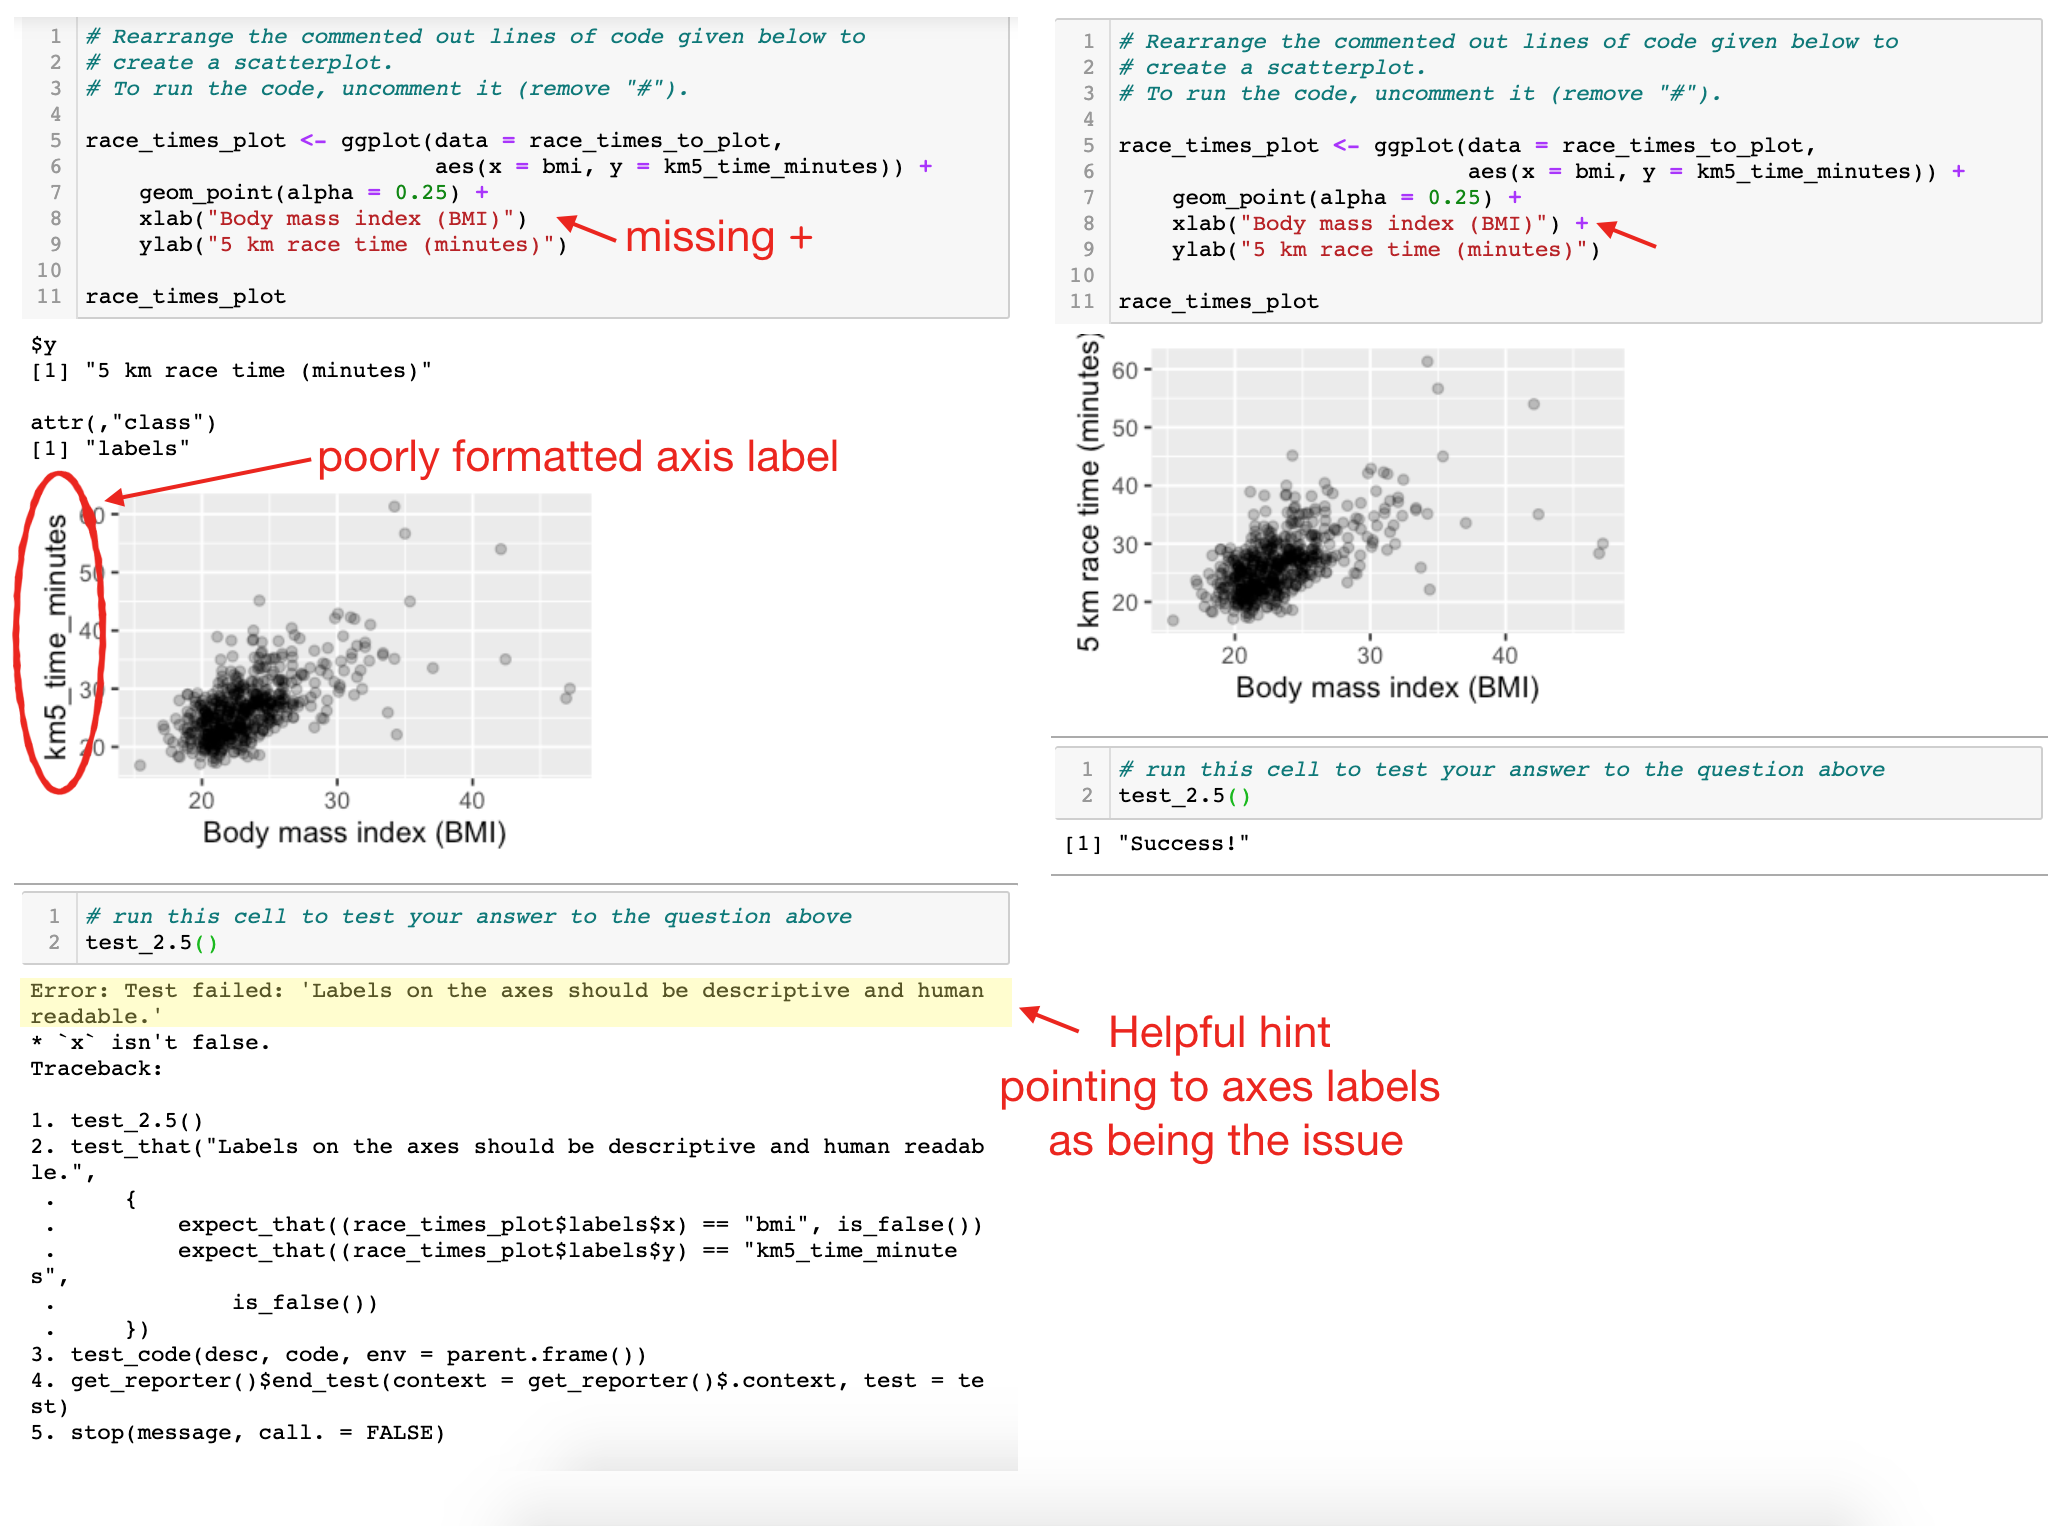 1 # Rearrange the commented out lines of code given below to
2 # create a scatterplot.
3 # To run the code, uncomment it (remove "#").
4
5 race_times_plot <- ggplot(data = race_times_to_plot,
6 aes(x = bmi, y = km5_time_minutes)) +
7 geom_point(alpha = 0.25) +
8 xlab("Body mass index (BMI)")
9 ylab("5 km race time (minutes)")
10
11 race_times_plot
missing +
$y
[1] "5 km race time (minutes)"
attr(,"class")
[1] "labels"
poorly formatted axis label
km5_time_minutes
60
50
40
30
20
20 30 40
Body mass index (BMI)
1 # run this cell to test your answer to the question above
2 test_2.5()
Error: Test failed: 'Labels on the axes should be descriptive and human
readable.'
* `x` isn't false.
Traceback:
1. test_2.5()
2. test_that("Labels on the axes should be descriptive and human readab
le.",
. {
. expect_that((race_times_plot$labels$x) == "bmi", is_false())
. expect_that((race_times_plot$labels$y) == "km5_time_minute
s",
. is_false())
. })
3. test_code(desc, code, env = parent.frame())
4. get_reporter()$end_test(context = get_reporter()$.context, test = te
st)
5. stop(message, call. = FALSE)
Helpful hint
pointing to axes labels
as being the issue
1 # Rearrange the commented out lines of code given below to
2 # create a scatterplot.
3 # To run the code, uncomment it (remove "#").
4
5 race_times_plot <- ggplot(data = race_times_to_plot,
6 aes(x = bmi, y = km5_time_minutes)) +
7 geom_point(alpha = 0.25) +
8 xlab("Body mass index (BMI)") +
9 ylab("5 km race time (minutes)")
10
11 race_times_plot
5 km race time (minutes)
60
50
40
30
20
20 30 40
Body mass index (BMI)
1 # run this cell to test your answer to the question above
2 test_2.5()
[1] "Success!"